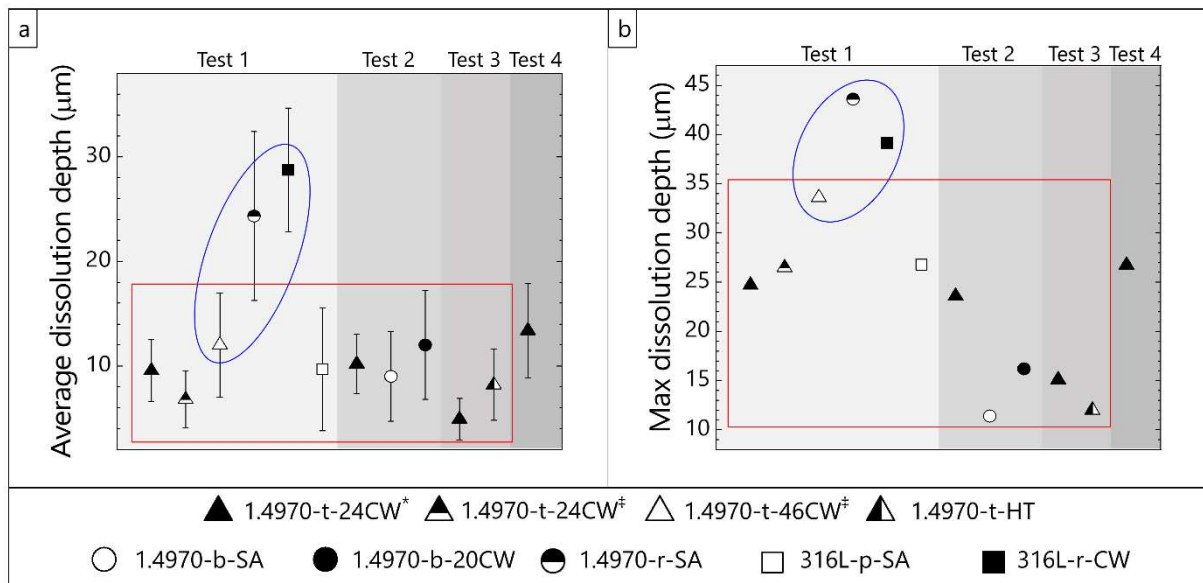 a
Test 1 Test 2 Test 3 Test 4
Average dissolution depth (μm)
30
20
10
b
Test 1 Test 2 Test 3 Test 4
Max dissolution depth (μm)
45
40
35
30
25
20
15
10
1.4970-t-24CW* 1.4970-t-24CW‡ 1.4970-t-46CW‡ 1.4970-t-HT
1.4970-b-SA 1.4970-b-20CW 1.4970-r-SA 316L-p-SA 316L-r-CW